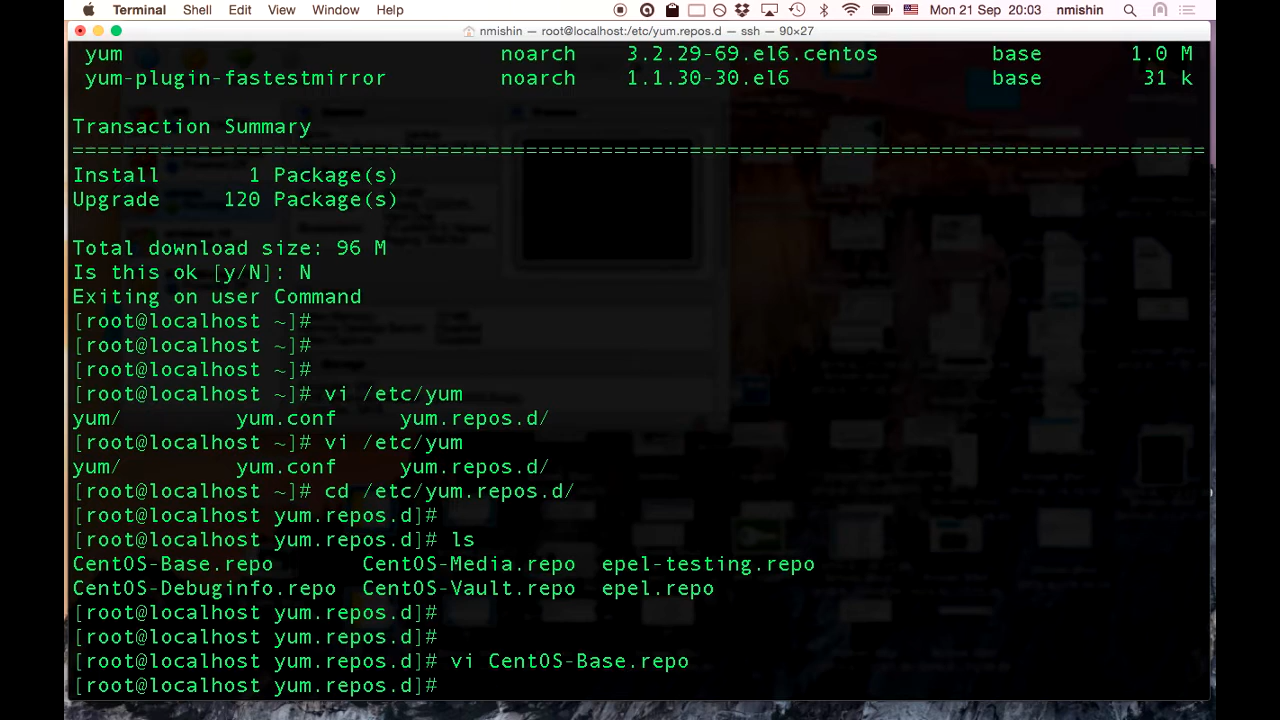 Terminal Shell Edit View Window Help Mon 21 Sep 20:03 nmishin
nmishin — root@localhost:/etc/yum.repos.d — ssh — 90×27
yum noarch 3.2.29-69.el6.centos base 1.0 M
yum-plugin-fastestmirror noarch 1.1.30-30.el6 base 31 k
Transaction Summary
==========================================================================================
Install 1 Package(s)
Upgrade 120 Package(s)
Total download size: 96 M
Is this ok [y/N]: N
Exiting on user Command
[root@localhost ~]#
[root@localhost ~]#
[root@localhost ~]#
[root@localhost ~]# vi /etc/yum
yum/ yum.conf yum.repos.d/
[root@localhost ~]# vi /etc/yum
yum/ yum.conf yum.repos.d/
[root@localhost ~]# cd /etc/yum.repos.d/
[root@localhost yum.repos.d]#
[root@localhost yum.repos.d]# ls
CentOS-Base.repo CentOS-Media.repo epel-testing.repo
CentOS-Debuginfo.repo CentOS-Vault.repo epel.repo
[root@localhost yum.repos.d]#
[root@localhost yum.repos.d]#
[root@localhost yum.repos.d]# vi CentOS-Base.repo
[root@localhost yum.repos.d]#